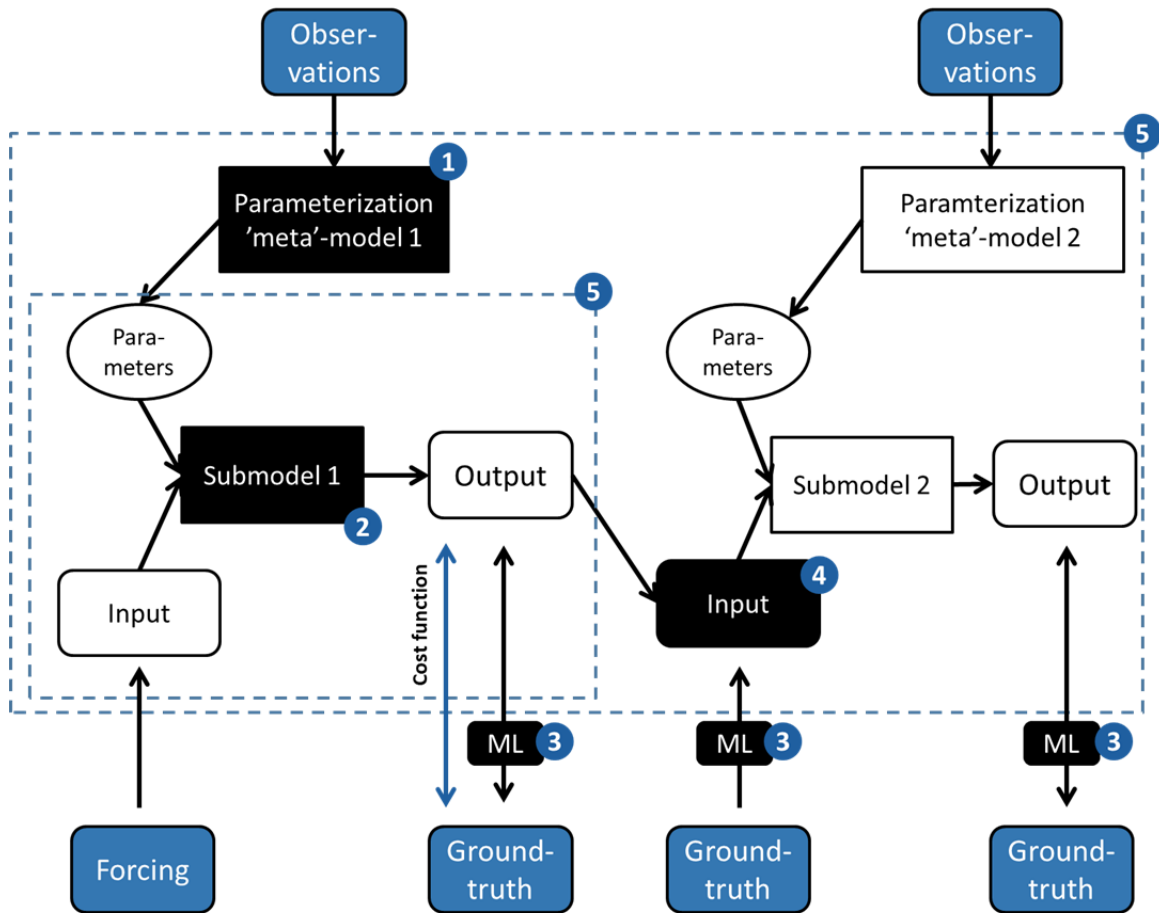 Obser-
vations
Obser-
vations
5
1
Parameterization
’meta’-model 1
Paramterization
‘meta’-model 2
5
Para-
meters
Para-
meters
Submodel 1
Output
Submodel 2
Output
2
4
Input
Input
Cost function
ML 3
ML 3
ML 3
Forcing
Ground-
truth
Ground-
truth
Ground-
truth